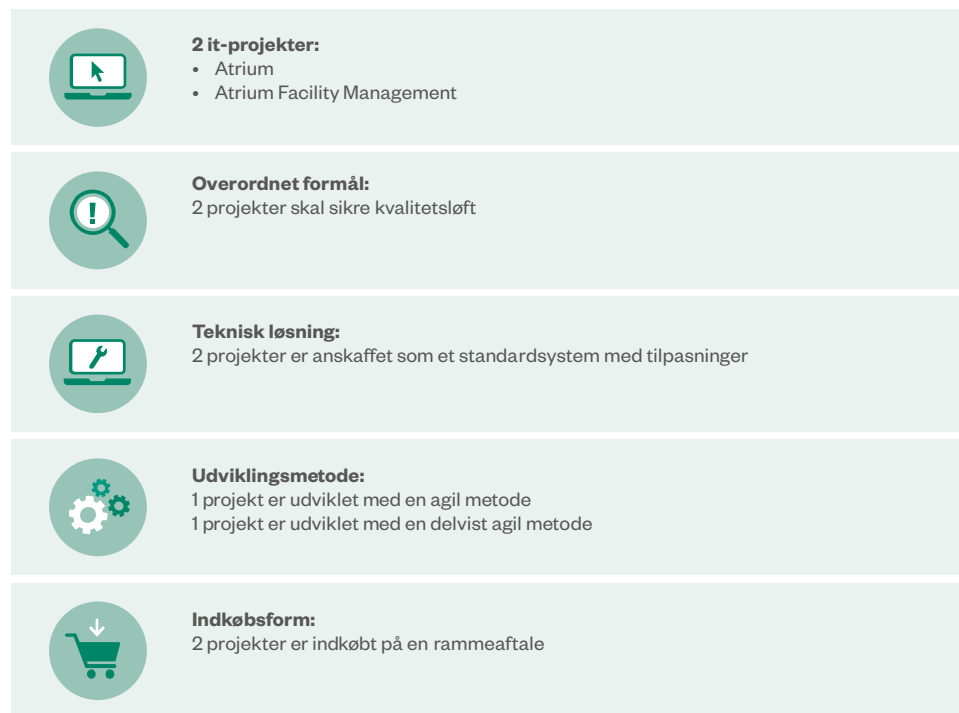 2 it-projekter:
• Atrium
• Atrium Facility Management
Overordnet formål:
2 projekter skal sikre kvalitetsløft
Teknisk løsning:
2 projekter er anskaffet som et standardsystem med tilpasninger
Udviklingsmetode:
1 projekt er udviklet med en agil metode
1 projekt er udviklet med en delvist agil metode
Indkøbsform:
2 projekter er indkøbt på en rammeaftale